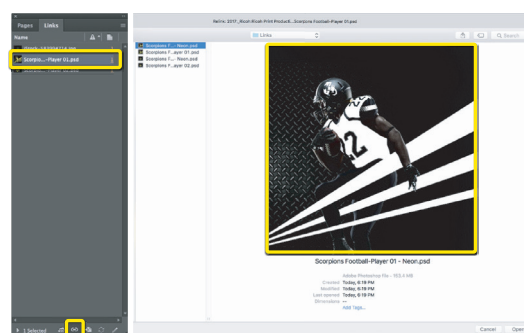 Pages Links
Name
Scorpio...-Player 01.psd 1
1 Selected
Relink: 2017_Ricoh Ricoh Print Product...Scorpions Football-Player 01.psd
Links
Search
Scorpions F... - Neon.psd
Scorpions F...ayer 01.psd
Scorpions F... Neon.psd
Scorpions F...ayer 02.psd
22
Scorpions Football-Player 01 - Neon.psd
Adobe Photoshop file - 103.4 MB
Created Today, 6:19 PM
Modified Today, 6:19 PM
Last opened Today, 6:19 PM
Dimensions --
Add Tags...
Cancel Open